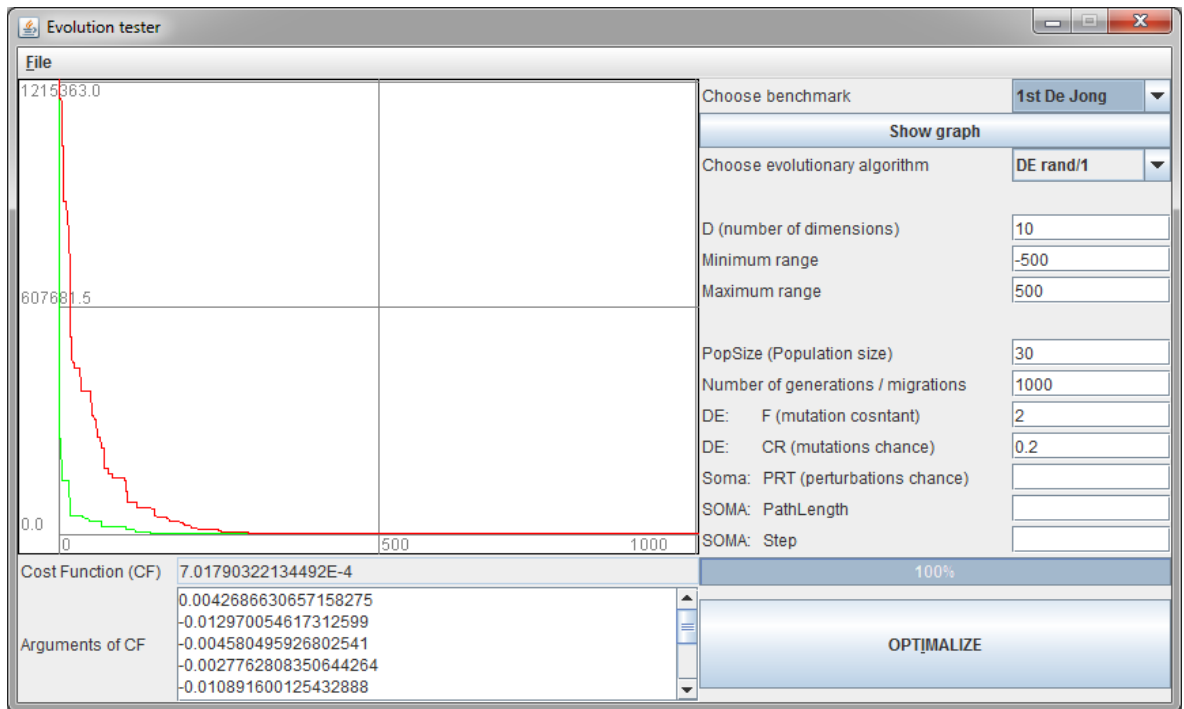 Evolution tester
File
1215363.0
607681.5
0.0
0 500 1000
Choose benchmark 1st De Jong
Show graph
Choose evolutionary algorithm DE rand/1
D (number of dimensions) 10
Minimum range -500
Maximum range 500
PopSize (Population size) 30
Number of generations / migrations 1000
DE: F (mutation cosntant) 2
DE: CR (mutations chance) 0.2
Soma: PRT (perturbations chance)
SOMA: PathLength
SOMA: Step
Cost Function (CF) 7.01790322134492E-4
100%
Arguments of CF
0.00426866306571582​75
-0.012970054617312599
-0.004580495926802541
-0.0027762808350644264
-0.010891600125432888
OPTIMALIZE